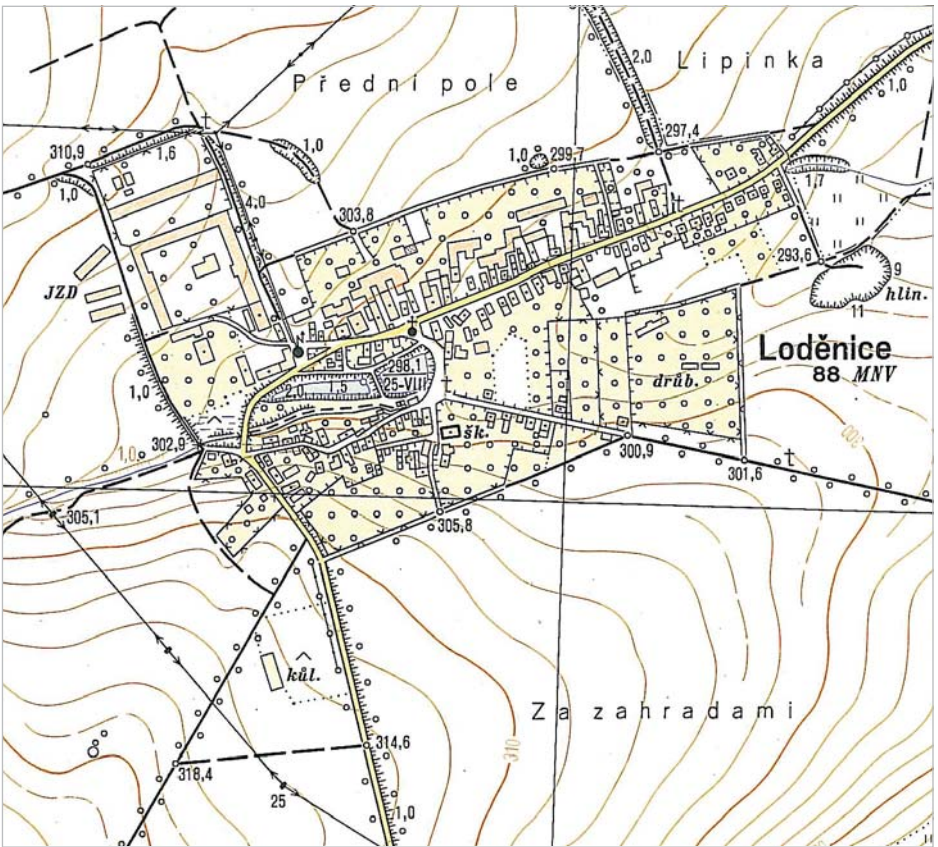 2,0
Lipinka
Přední pole
1,0
297,4
310,9
1,6
1,0
1,0
299,7
1,0
1,7
4,0
303,8
293,6
9
hlin.
11
JZD
298,1
2,0
1,5
25-VIII
Loděnice
88 MNV
drůb.
1,0
šk.
302,9
1,0
300,9
300
301,6
305,1
305,8
kůl.
Za zahradami
310
314,6
318,4
25
1,0